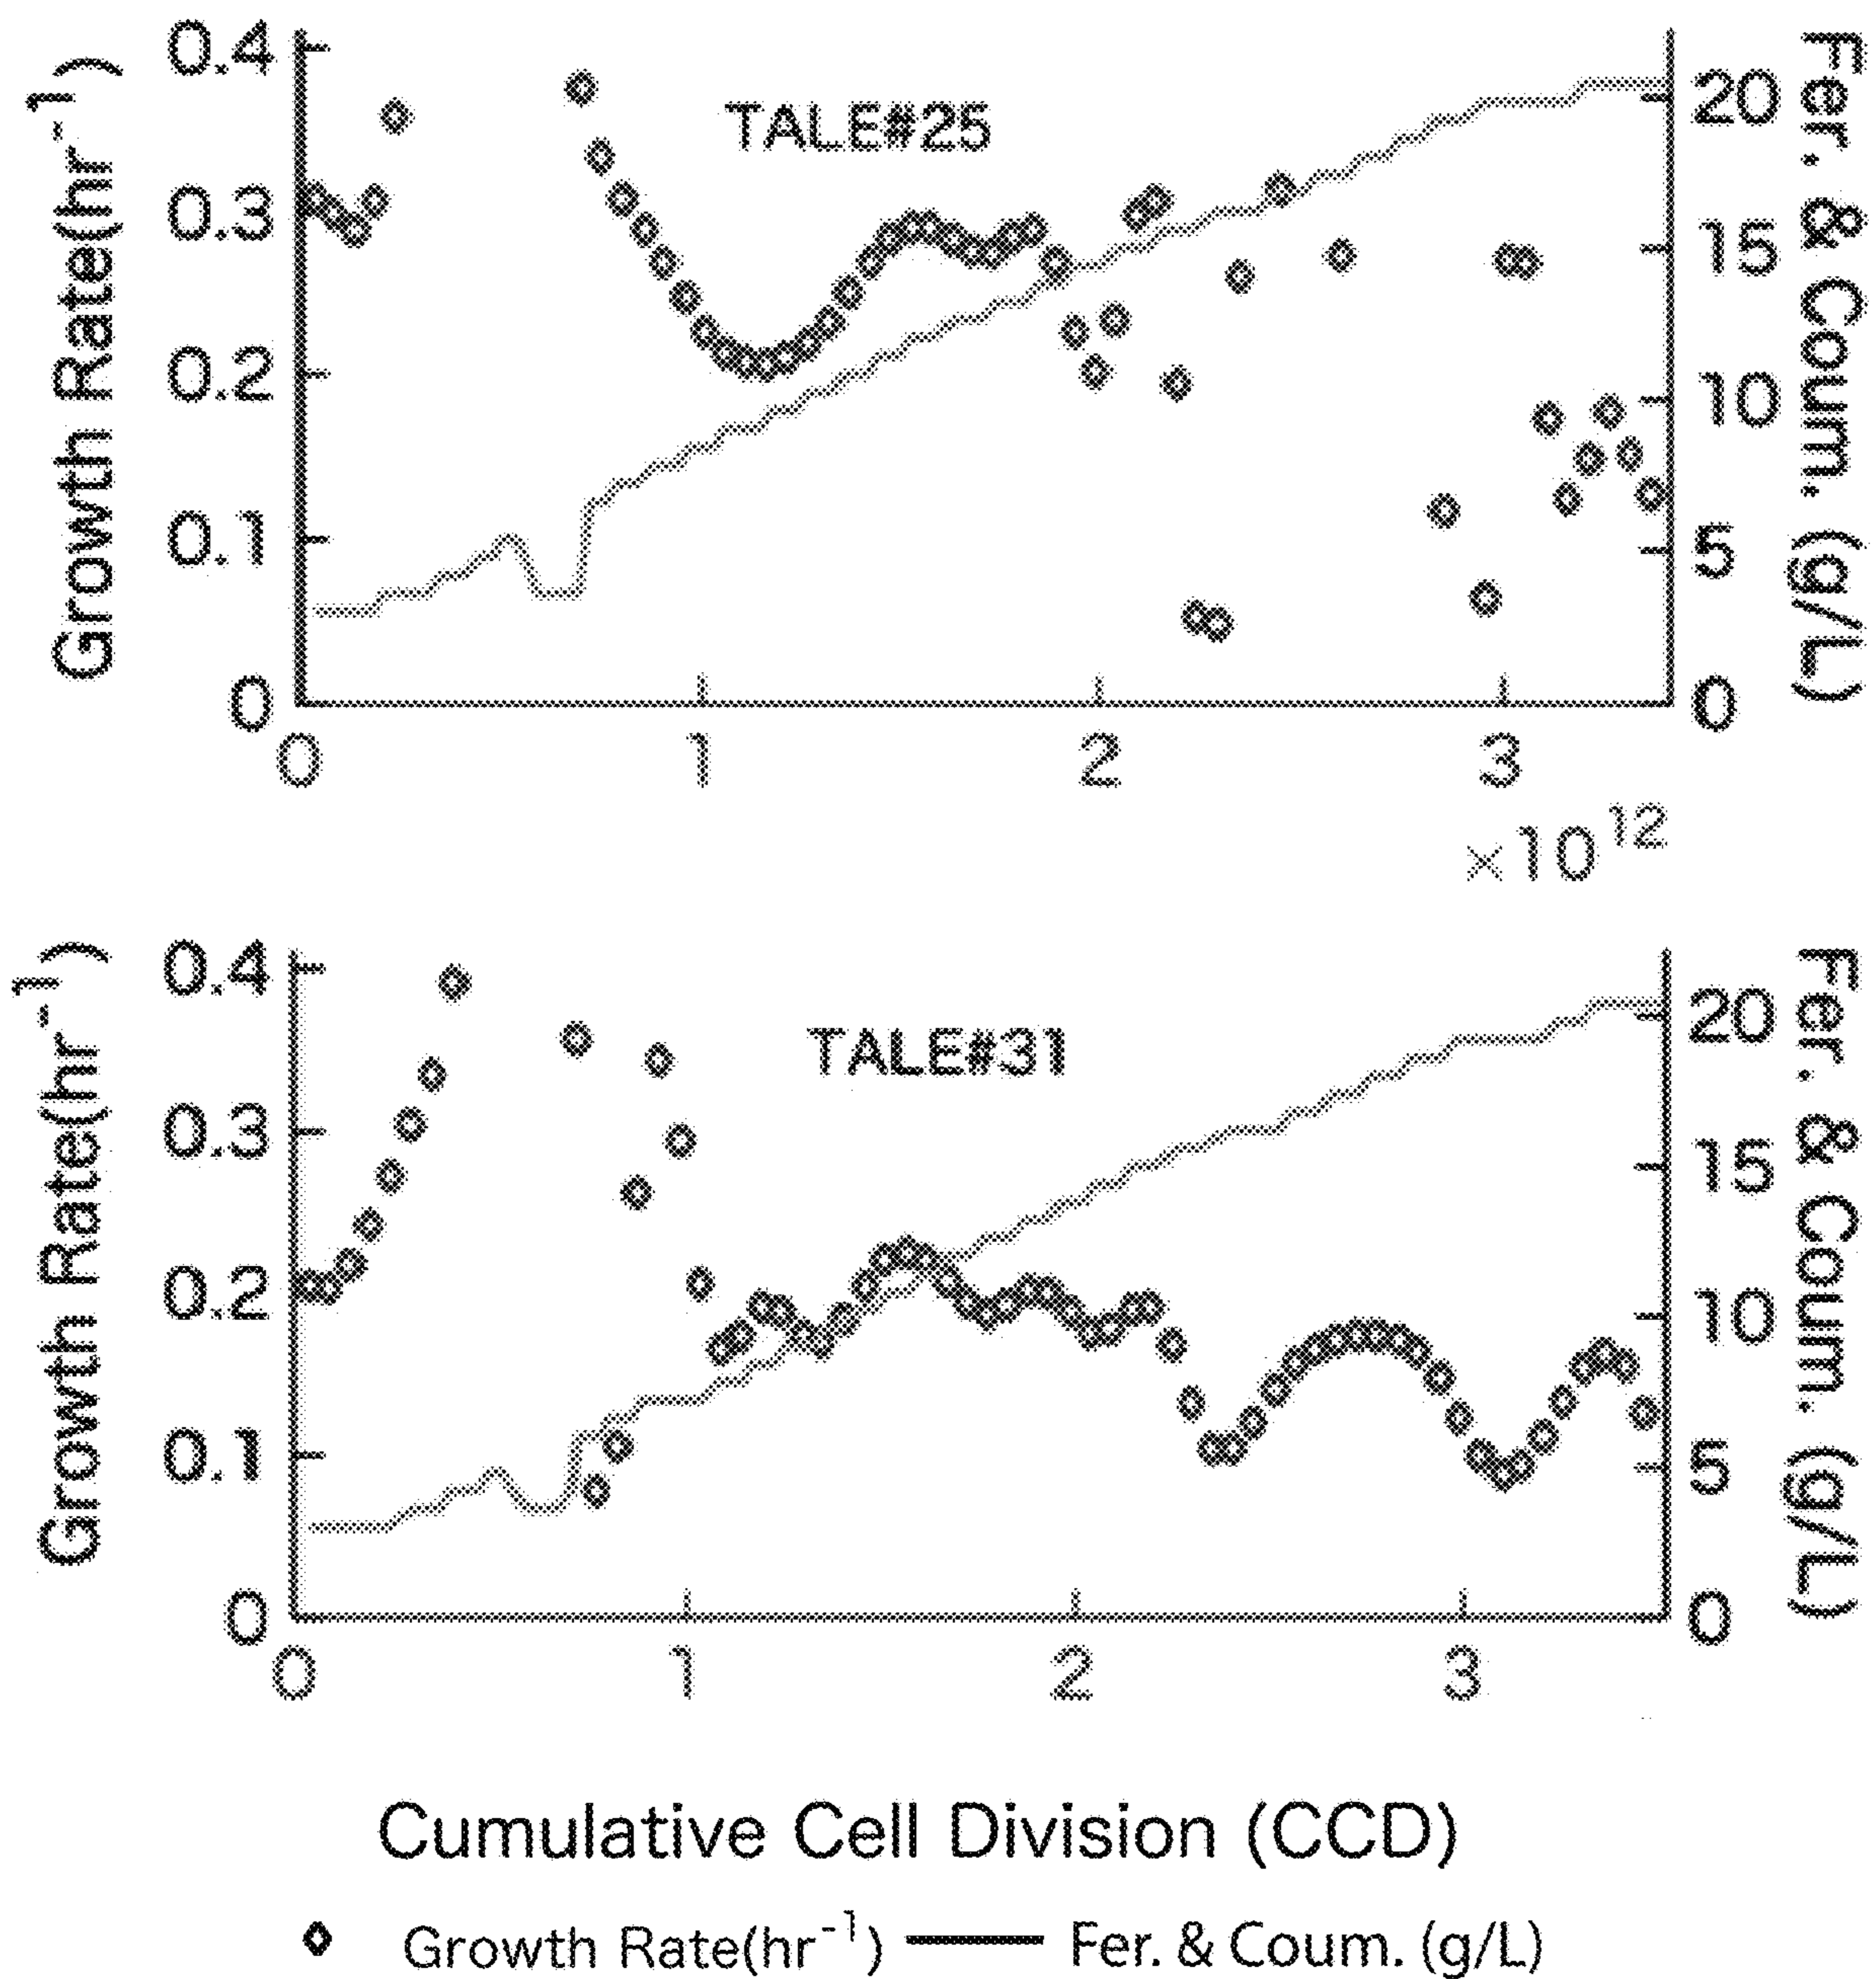 Growth Rate(hr⁻¹)
0.4
0.3
0.2
0.1
0
TALE#25
20
15
10
5
0
Fer. & Coum. (g/L)
0 1 2 3
×10¹²
Growth Rate(hr⁻¹)
0.4
0.3
0.2
0.1
0
TALE#31
20
15
10
5
0
Fer. & Coum. (g/L)
0 1 2 3
Cumulative Cell Division (CCD)
Growth Rate(hr⁻¹) Fer. & Coum. (g/L)